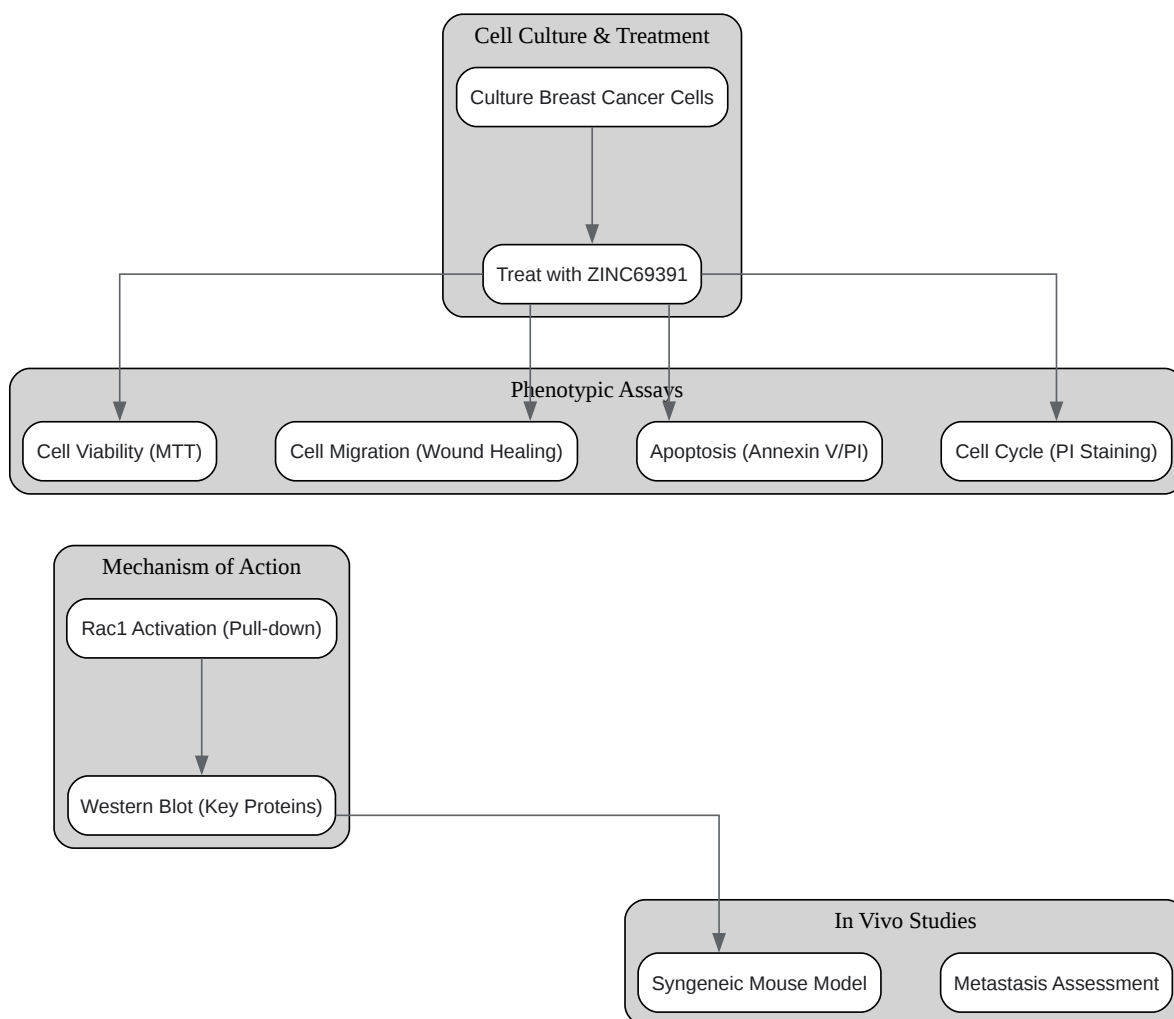 Cell Culture & Treatment
Culture Breast Cancer Cells
Treat with ZINC69391
Phenotypic Assays
Cell Viability (MTT)
Cell Migration (Wound Healing)
Apoptosis (Annexin V/PI)
Cell Cycle (PI Staining)
Mechanism of Action
Rac1 Activation (Pull-down)
Western Blot (Key Proteins)
In Vivo Studies
Syngeneic Mouse Model
Metastasis Assessment